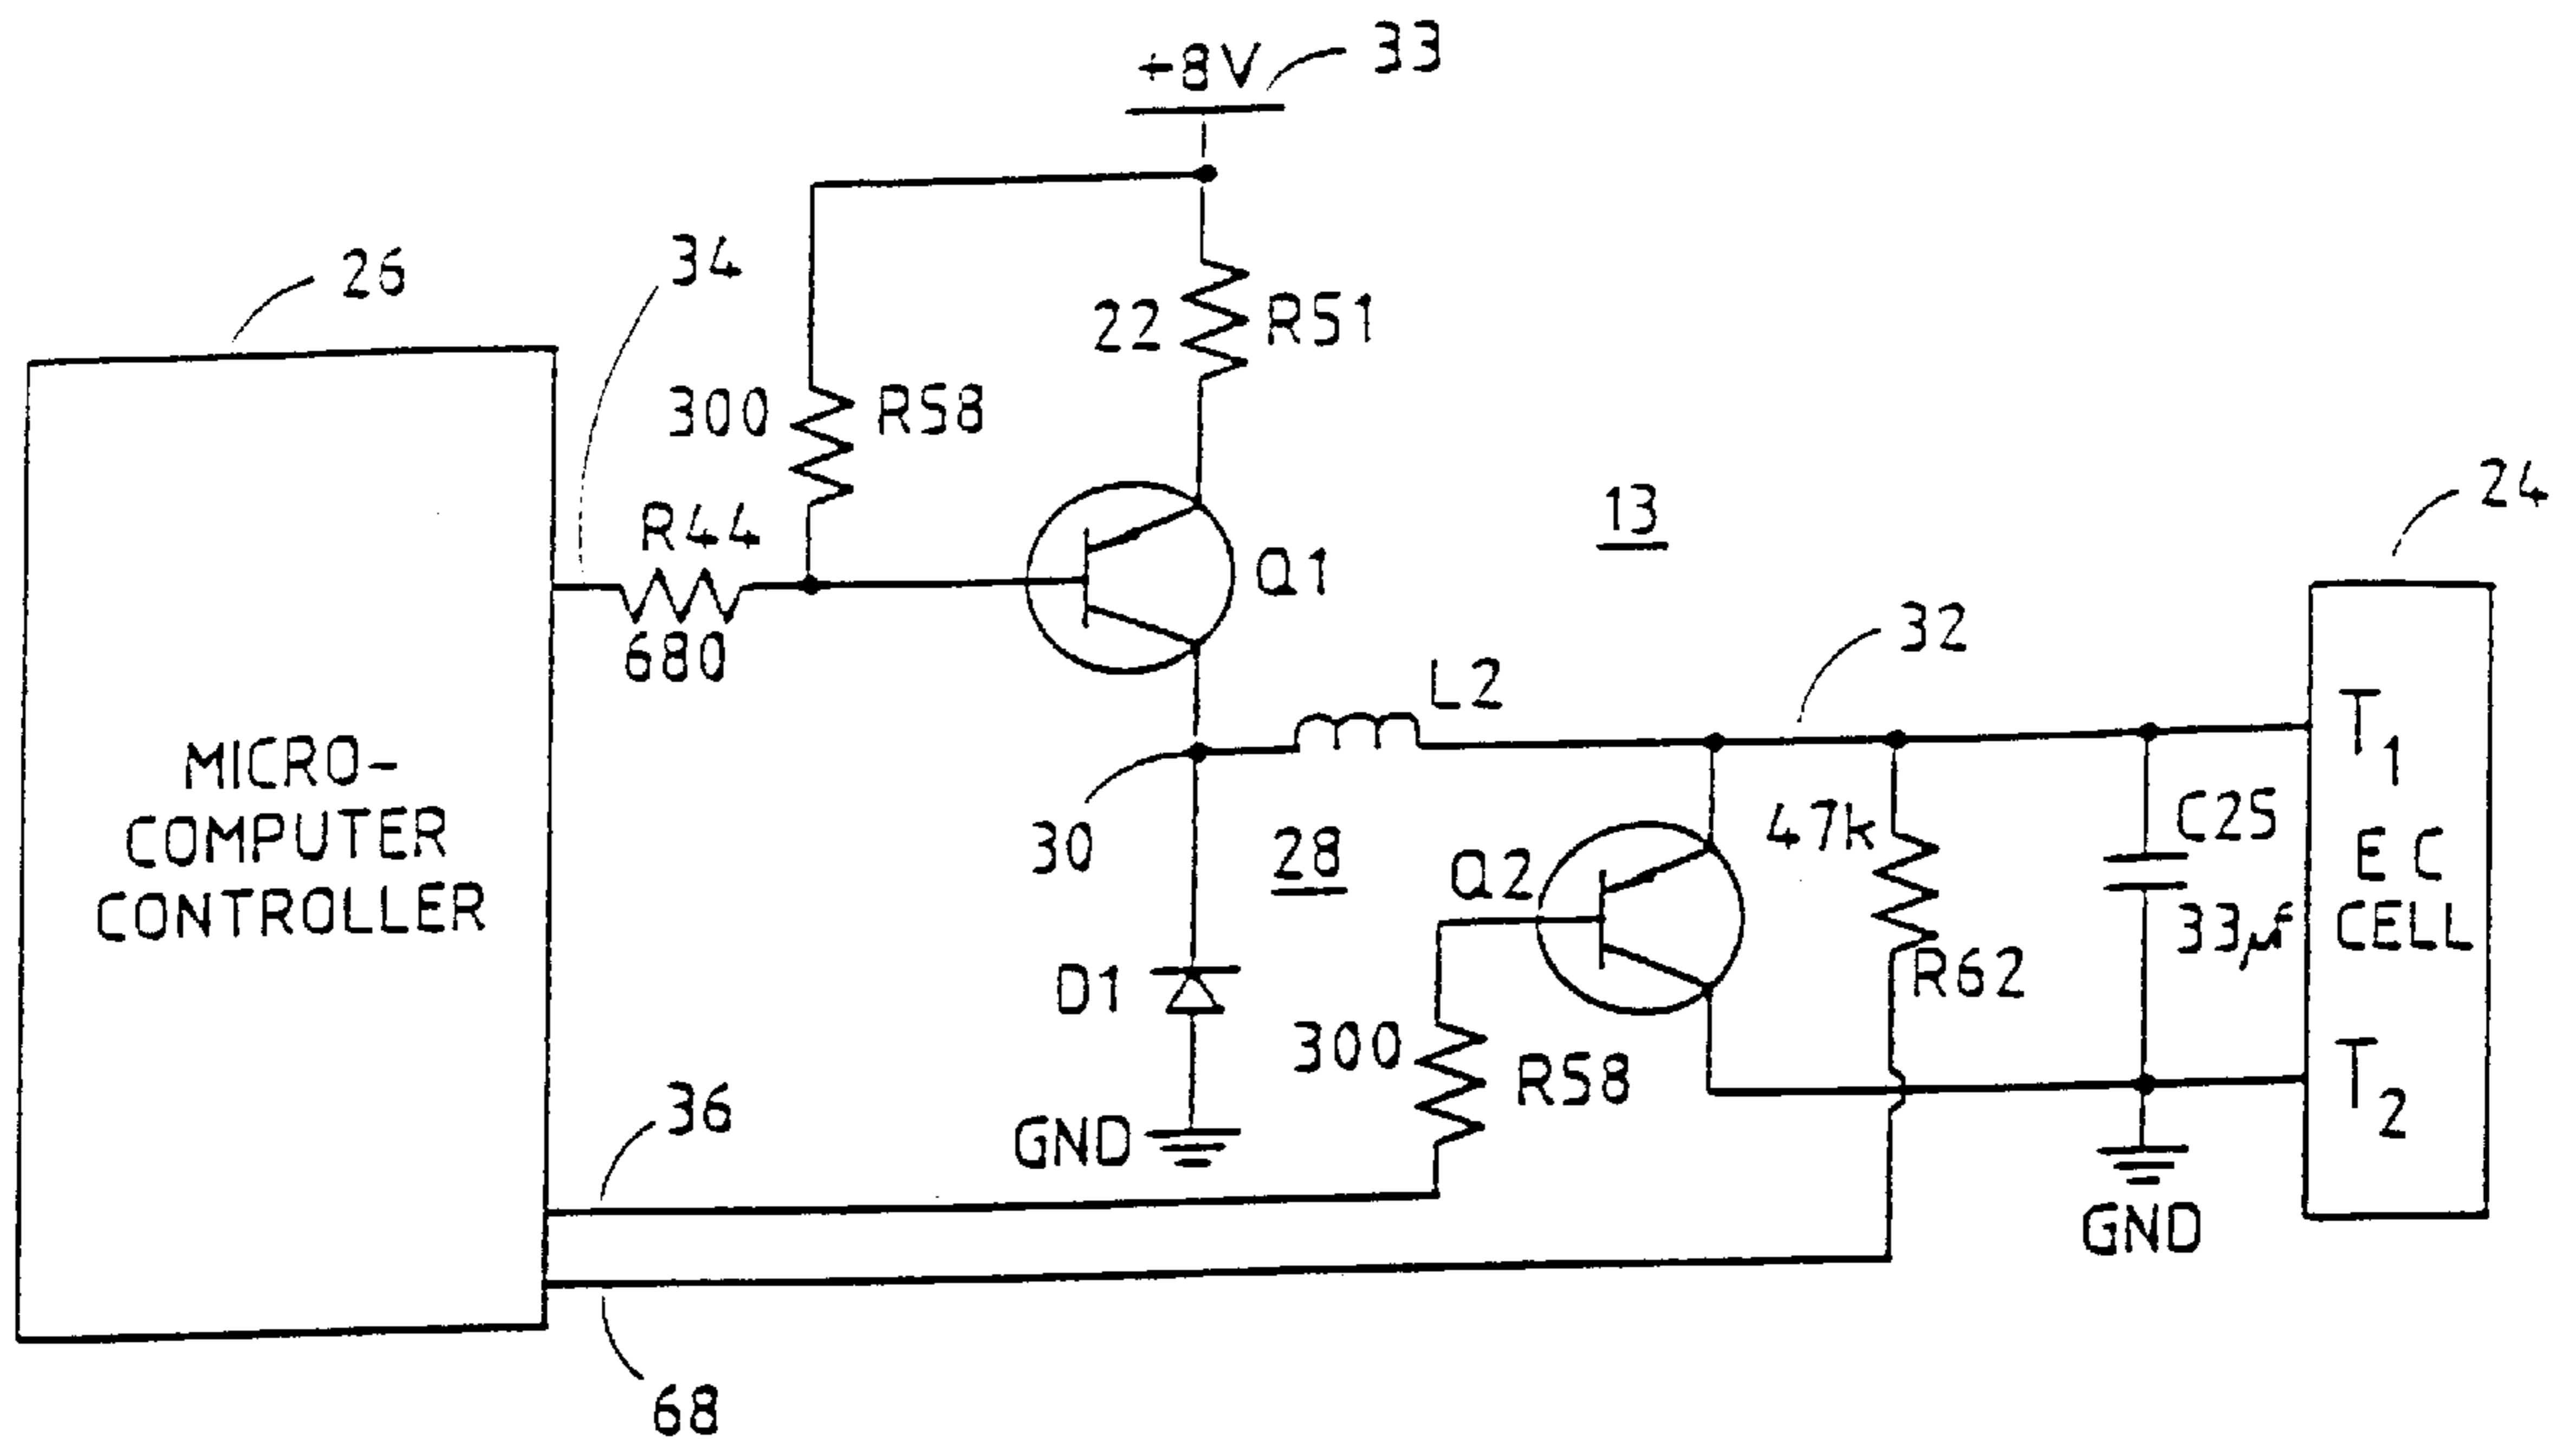 +8V
33
26
34
22
R51
300
R58
R44
680
Q1
13
24
L2
32
MICRO-
COMPUTER
CONTROLLER
30
28
Q2
47k
C25
33µf
T1
EC
CELL
T2
D1
R62
300
R58
GND
36
GND
68